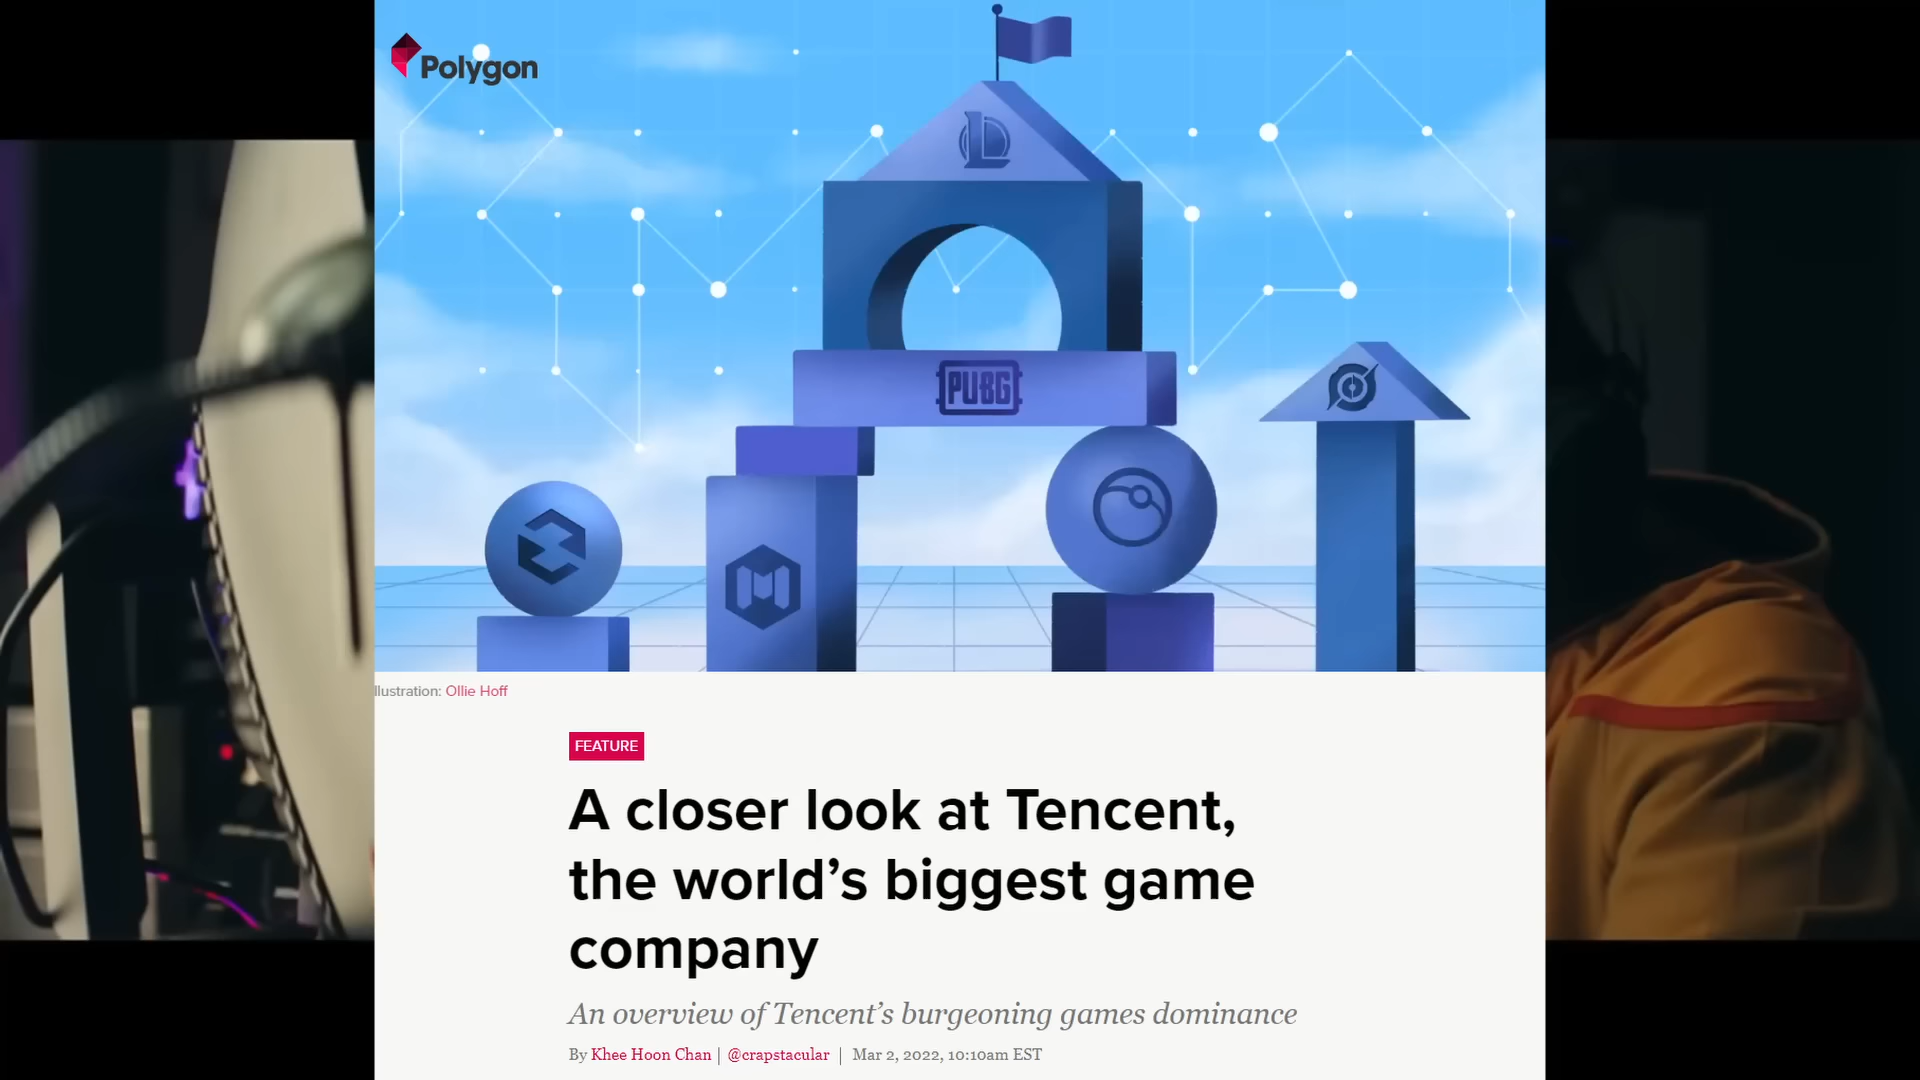 Polygon
PUBG
llustration: Ollie Hoff
FEATURE
A closer look at Tencent,
the world’s biggest game
company
An overview of Tencent’s burgeoning games dominance
By Khee Hoon Chan | @crapstacular | Mar 2, 2022, 10:10am EST